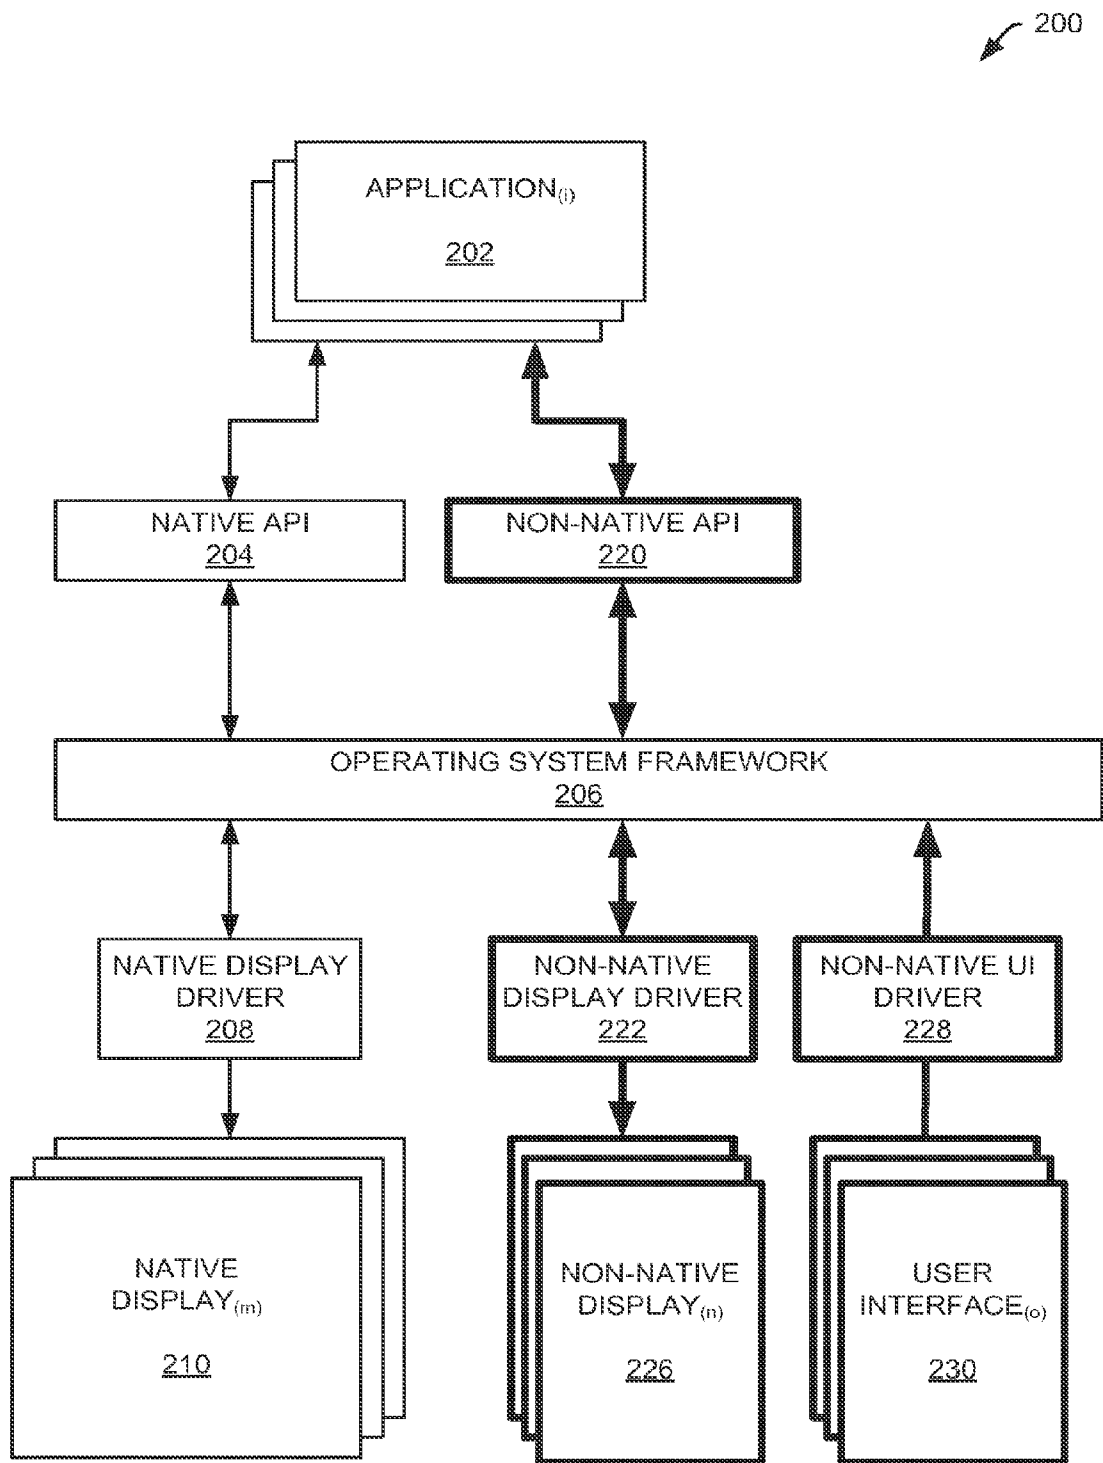 200
APPLICATION(i)
202
NATIVE API
204
NON-NATIVE API
220
OPERATING SYSTEM FRAMEWORK
206
NATIVE DISPLAY
DRIVER
208
NON-NATIVE
DISPLAY DRIVER
222
NON-NATIVE UI
DRIVER
228
NATIVE
DISPLAY(m)
210
NON-NATIVE
DISPLAY(n)
226
USER
INTERFACE(o)
230